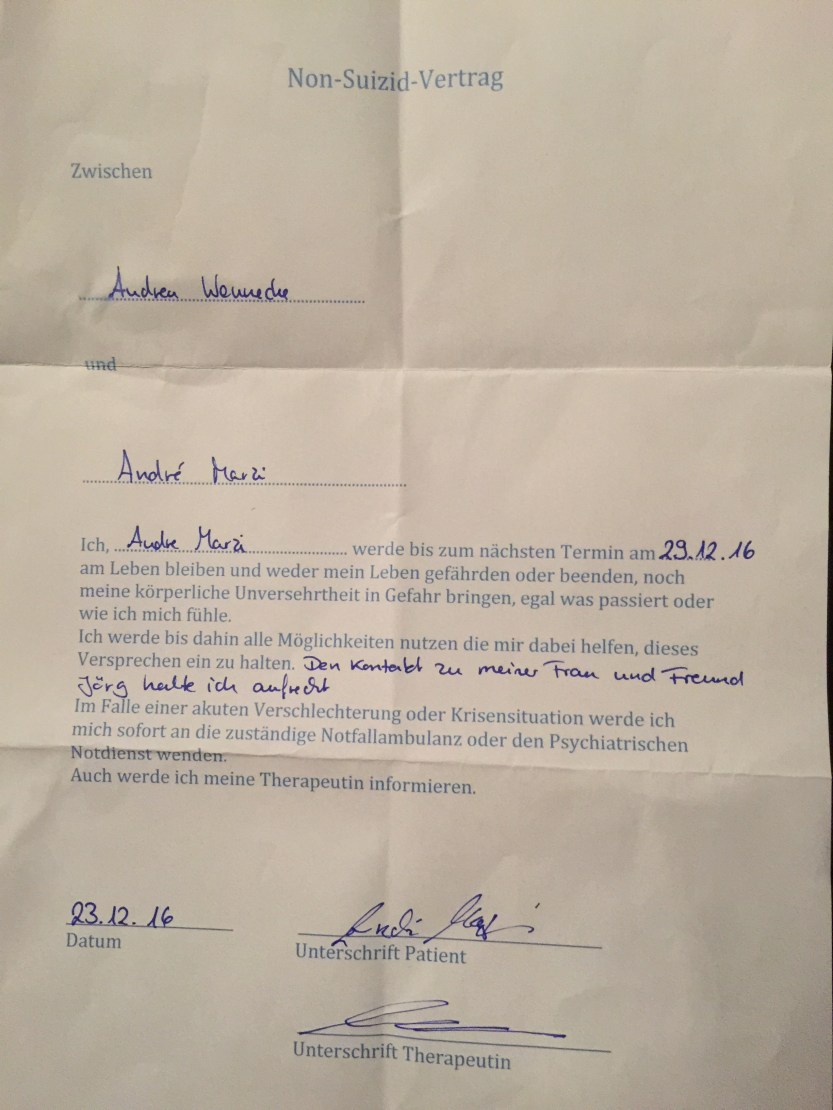 Non-Suizid-Vertrag
Zwischen
Andrea Wennecke
und
André Marzi
Ich, Andre Marzi werde bis zum nächsten Termin am 29.12.16
am Leben bleiben und weder mein Leben gefährden oder beenden, noch
meine körperliche Unversehrtheit in Gefahr bringen, egal was passiert oder
wie ich mich fühle.
Ich werde bis dahin alle Möglichkeiten nutzen die mir dabei helfen, dieses
Versprechen ein zu halten. Den Kontakt zu meiner Frau und Freund
Jörg halte ich aufrecht
Im Falle einer akuten Verschlechterung oder Krisensituation werde ich
mich sofort an die zuständige Notfallambulanz oder den Psychiatrischen
Notdienst wenden.
Auch werde ich meine Therapeutin informieren.
23.12.16
Datum
Unterschrift Patient
Unterschrift Therapeutin